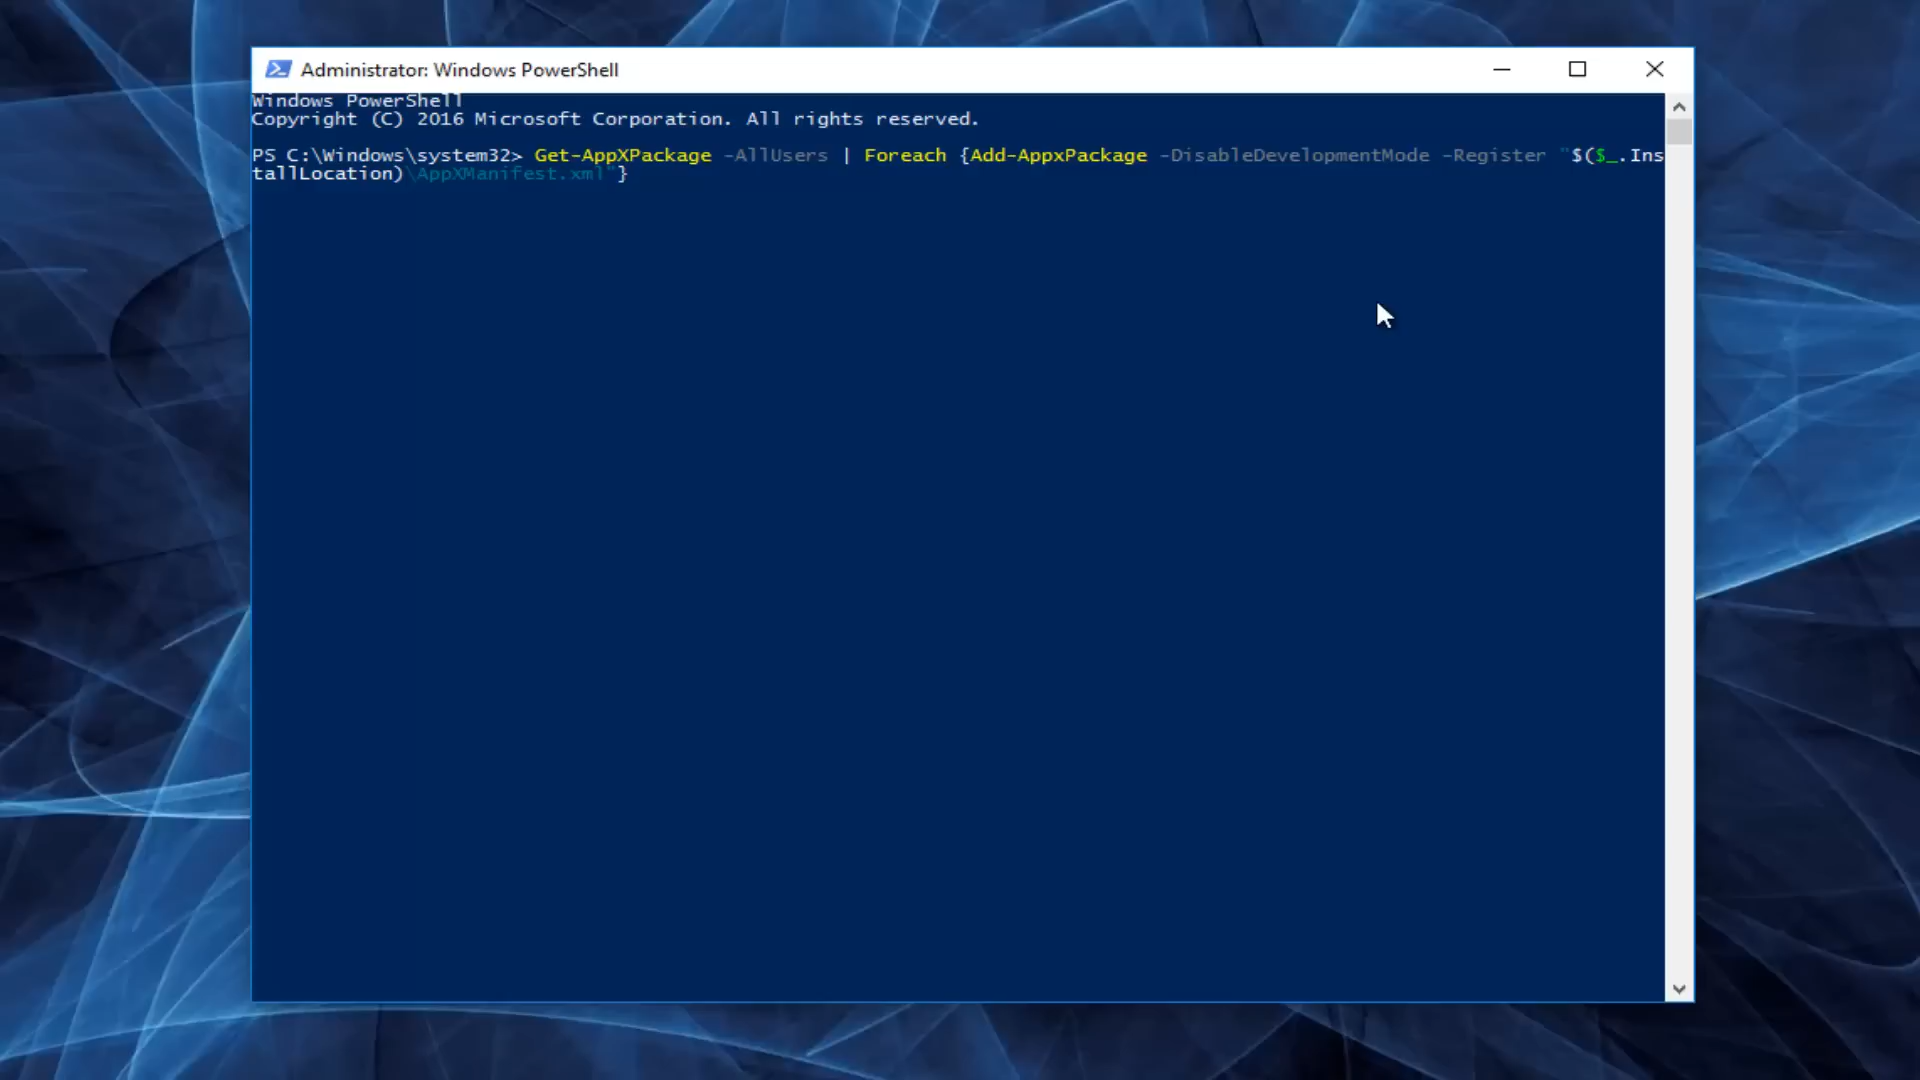 Administrator: Windows PowerShell
Windows PowerShell
Copyright (C) 2016 Microsoft Corporation. All rights reserved.
PS C:\Windows\system32> Get-AppXPackage -AllUsers | Foreach {Add-AppxPackage -DisableDevelopmentMode -Register "$($_.Ins
tallLocation)\AppXManifest.xml"}